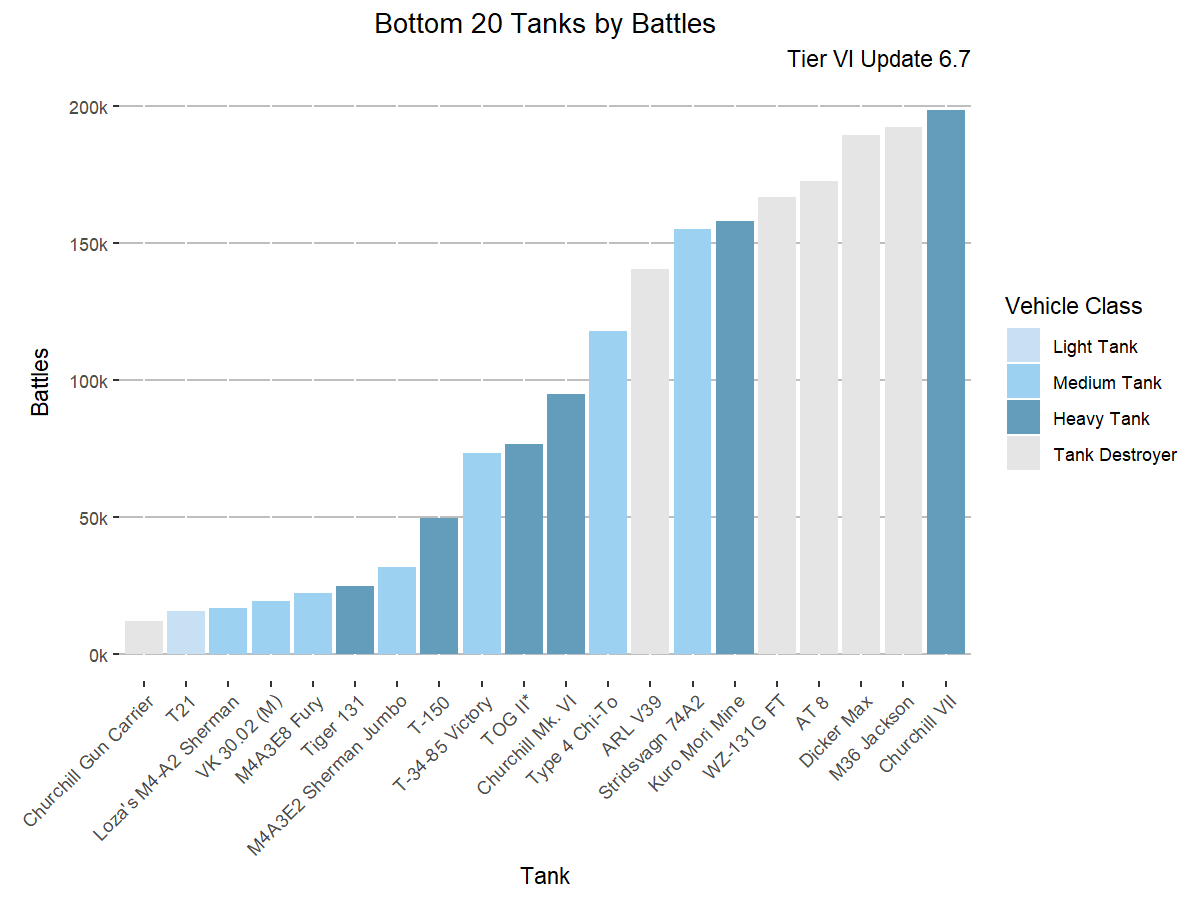 Bottom 20 Tanks by Battles
Tier VI Update 6.7
Battles
200k
150k
100k
50k
0k
Churchill Gun Carrier
T21
Loza's M4-A2 Sherman
VK 30.02 (M)
M4A3E8 Fury
Tiger 131
M4A3E2 Sherman Jumbo
T-150
T-34-85 Victory
TOG II*
Churchill Mk. VI
Type 4 Chi-To
ARL V39
Stridsvagn 74A2
Kuro Mori Mine
WZ-131G FT
AT 8
Dicker Max
M36 Jackson
Churchill VII
Tank
Vehicle Class
Light Tank
Medium Tank
Heavy Tank
Tank Destroyer